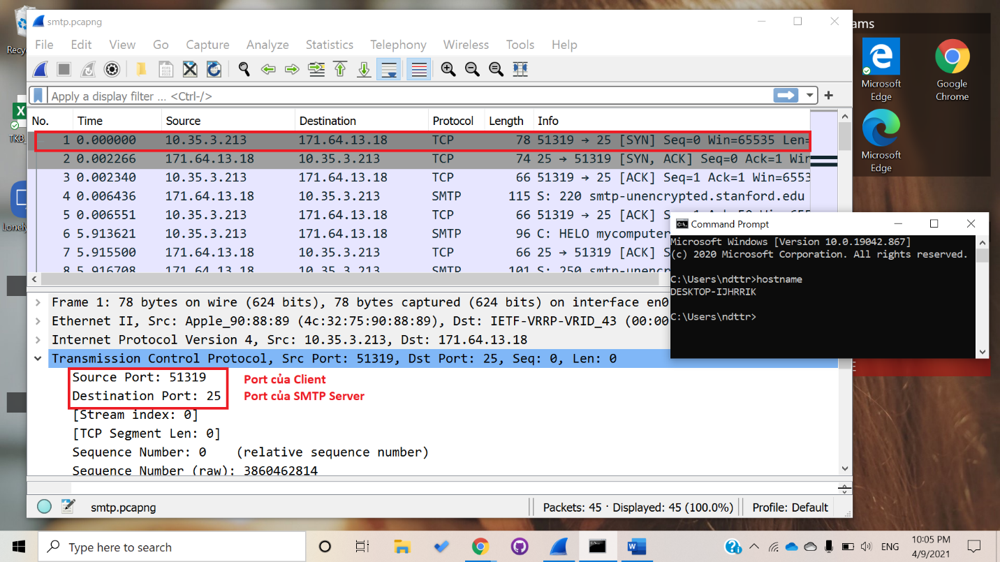 smtp.pcapng
File Edit View Go Capture Analyze Statistics Telephony Wireless Tools Help
Apply a display filter ... <Ctrl-/>
No. Time Source Destination Protocol Length Info
1 0.000000 10.35.3.213 171.64.13.18 TCP 78 51319 → 25 [SYN] Seq=0 Win=65535 Len=
2 0.002266 171.64.13.18 10.35.3.213 TCP 74 25 → 51319 [SYN, ACK] Seq=0 Ack=1 Win
3 0.002340 10.35.3.213 171.64.13.18 TCP 66 51319 → 25 [ACK] Seq=1 Ack=1 Win=6553
4 0.006436 171.64.13.18 10.35.3.213 SMTP 115 S: 220 smtp-unencrypted.stanford.edu
5 0.006551 10.35.3.213 171.64.13.18 TCP 66 51319 → 25 [ACK]
6 5.913621 10.35.3.213 171.64.13.18 SMTP 96 C: HELO mycomputer
7 5.915500 171.64.13.18 10.35.3.213 TCP 66 25 → 51319 [ACK] S
8 5.916708 171.64.13.18 10.35.3.213 SMTP 101 S: 250 smtp-unenc
Frame 1: 78 bytes on wire (624 bits), 78 bytes captured (624 bits) on interface en0
Ethernet II, Src: Apple_90:88:89 (4c:32:75:90:88:89), Dst: IETF-VRRP-VRID_43 (00:00
Internet Protocol Version 4, Src: 10.35.3.213, Dst: 171.64.13.18
Transmission Control Protocol, Src Port: 51319, Dst Port: 25, Seq: 0, Len: 0
Source Port: 51319 Port của Client
Destination Port: 25 Port của SMTP Server
[Stream index: 0]
[TCP Segment Len: 0]
Sequence Number: 0 (relative sequence number)
Sequence Number (raw): 3860462814
smtp.pcapng Packets: 45 · Displayed: 45 (100.0%) Profile: Default
Command Prompt
Microsoft Windows [Version 10.0.19042.867]
(c) 2020 Microsoft Corporation. All rights reserved.
C:\Users\ndttr>hostname
DESKTOP-IJHRRIK
C:\Users\ndttr>
ams
Microsoft
Edge
Google
Chrome
Microsoft
Edge
Recyc
TKB_
Lonely
Type here to search
ENG
10:05 PM
4/9/2021